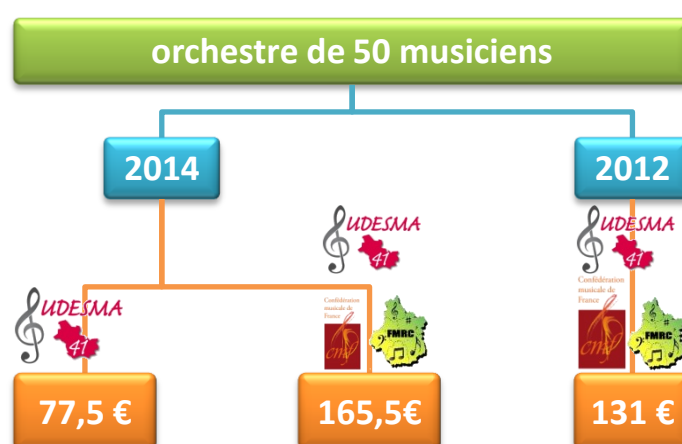 orchestre de 50 musiciens
2014
2012
UDESMA
41
UDESMA
41
Confédération
musicale de
France
cmf
FMRC
UDESMA
41
Confédération
musicale de
France
cmf
FMRC
77,5 €
165,5€
131 €